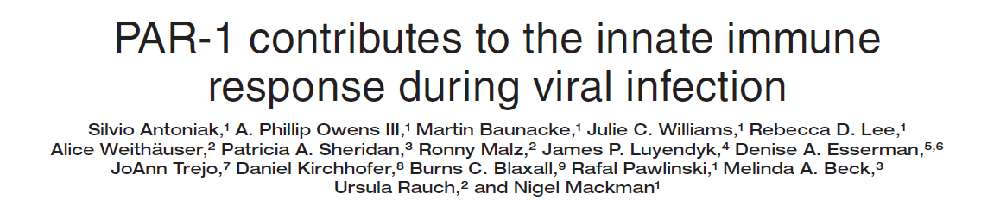 PAR-1 contributes to the innate immune
response during viral infection
Silvio Antoniak,¹ A. Phillip Owens III,¹ Martin Baunacke,¹ Julie C. Williams,¹ Rebecca D. Lee,¹
Alice Weithäuser,² Patricia A. Sheridan,³ Ronny Malz,² James P. Luyendyk,⁴ Denise A. Esserman,⁵,⁶
JoAnn Trejo,⁷ Daniel Kirchhofer,⁸ Burns C. Blaxall,⁹ Rafal Pawlinski,¹ Melinda A. Beck,³
Ursula Rauch,² and Nigel Mackman¹